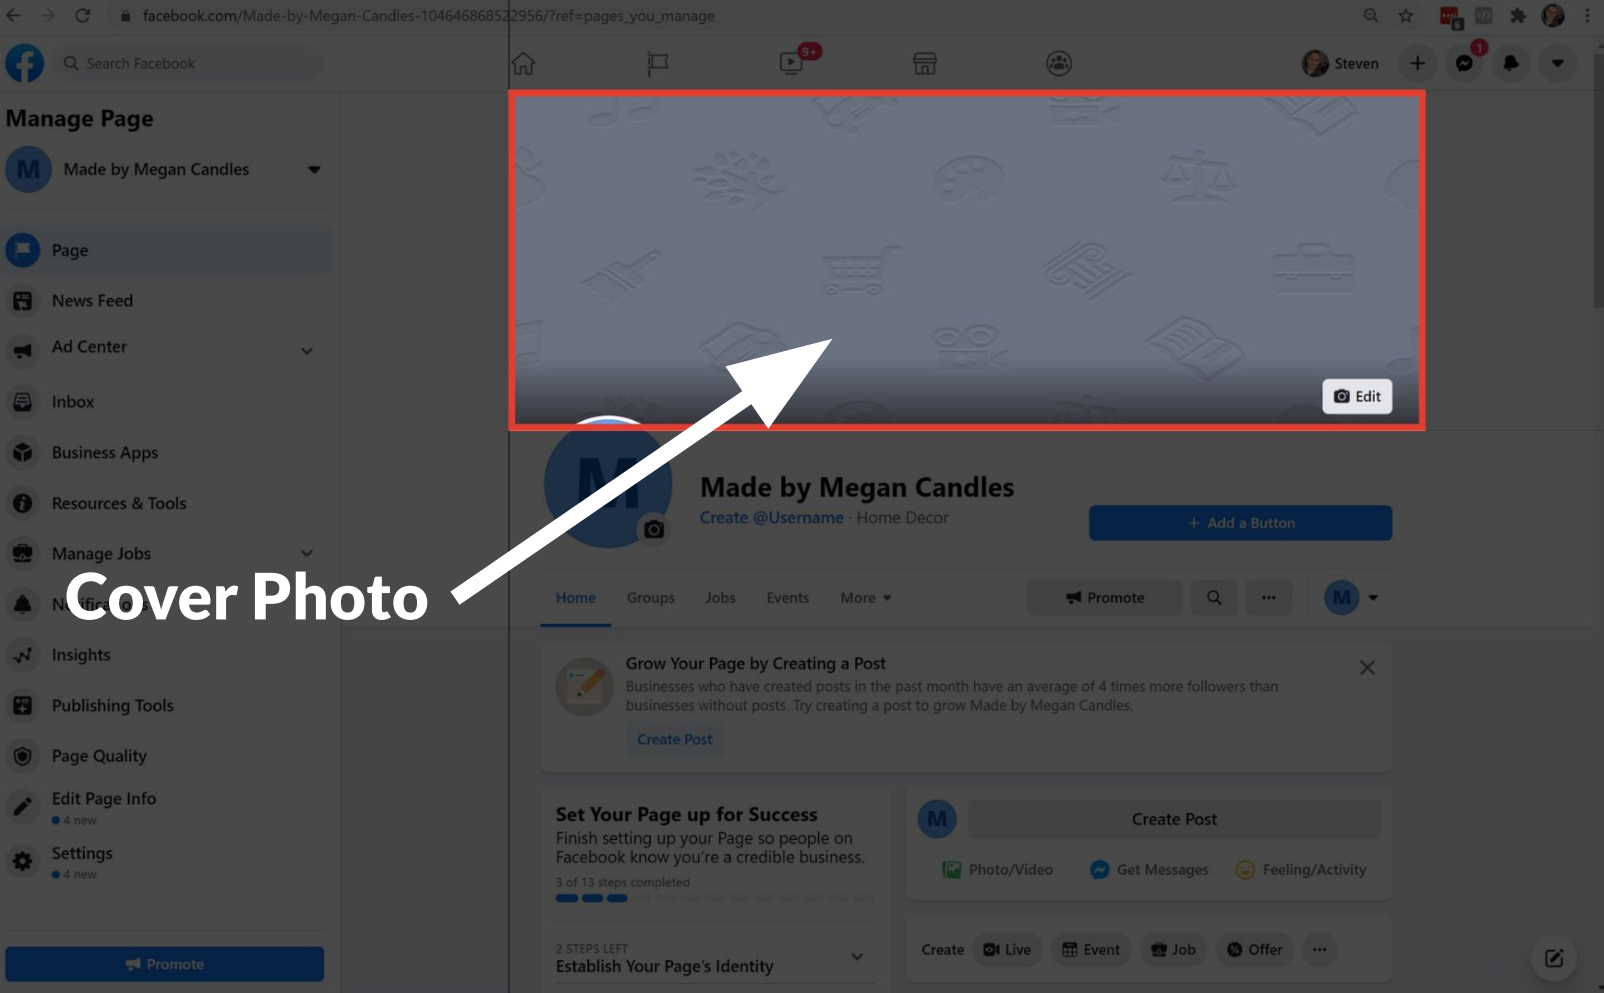 facebook.com/Made-by-Megan-Candles-104646868522956/?ref=pages_you_manage
6
Search Facebook
9+
Steven
1
Manage Page
M
Made by Megan Candles
Page
News Feed
Ad Center
Inbox
Business Apps
Resources & Tools
Manage Jobs
Notifications
Insights
Publishing Tools
Page Quality
Edit Page Info
4 new
Settings
4 new
Promote
Cover Photo
Edit
M
Made by Megan Candles
Create @Username · Home Decor
+ Add a Button
Home Groups Jobs Events More
Promote
M
Grow Your Page by Creating a Post
Businesses who have created posts in the past month have an average of 4 times more followers than
businesses without posts. Try creating a post to grow Made by Megan Candles.
Create Post
Set Your Page up for Success
Finish setting up your Page so people on
Facebook know you're a credible business.
3 of 13 steps completed
2 STEPS LEFT
Establish Your Page's Identity
M
Create Post
Photo/Video Get Messages Feeling/Activity
Create Live Event Job Offer